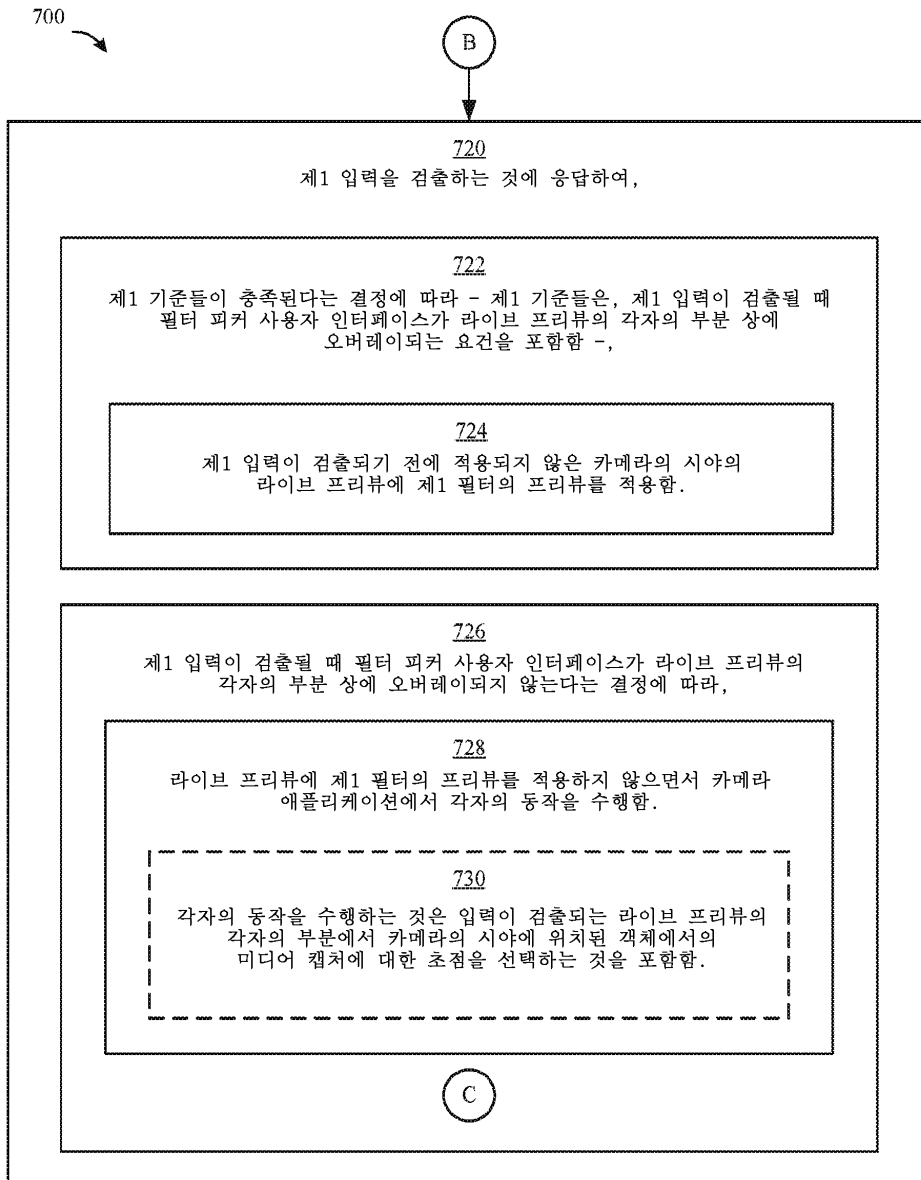 700
B
720
제1 입력을 검출하는 것에 응답하여,
722
제1 기준들이 충족된다는 결정에 따라 – 제1 기준들은, 제1 입력이 검출될 때
필터 피커 사용자 인터페이스가 라이브 프리뷰의 각자의 부분 상에
오버레이되는 요건을 포함함 –,
724
제1 입력이 검출되기 전에 적용되지 않은 카메라의 시야의
라이브 프리뷰에 제1 필터의 프리뷰를 적용함.
726
제1 입력이 검출될 때 필터 피커 사용자 인터페이스가 라이브 프리뷰의
각자의 부분 상에 오버레이되지 않는다는 결정에 따라,
728
라이브 프리뷰에 제1 필터의 프리뷰를 적용하지 않으면서 카메라
애플리케이션에서 각자의 동작을 수행함.
730
각자의 동작을 수행하는 것은 입력이 검출되는 라이브 프리뷰의
각자의 부분에서 카메라의 시야에 위치된 객체에서의
미디어 캡처에 대한 초점을 선택하는 것을 포함함.
C